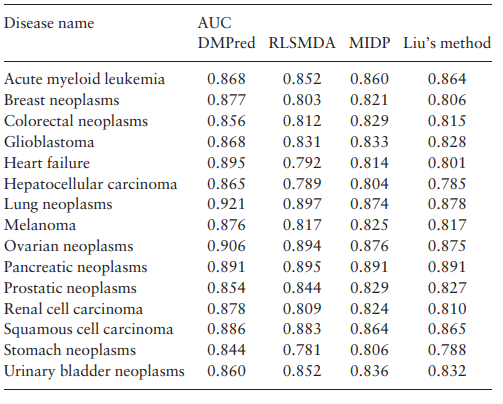 Disease name AUC
DMPred RLSMDA MIDP Liu's method
Acute myeloid leukemia 0.868 0.852 0.860 0.864
Breast neoplasms 0.877 0.803 0.821 0.806
Colorectal neoplasms 0.856 0.812 0.829 0.815
Glioblastoma 0.868 0.831 0.833 0.828
Heart failure 0.895 0.792 0.814 0.801
Hepatocellular carcinoma 0.865 0.789 0.804 0.785
Lung neoplasms 0.921 0.897 0.874 0.878
Melanoma 0.876 0.817 0.825 0.817
Ovarian neoplasms 0.906 0.894 0.876 0.875
Pancreatic neoplasms 0.891 0.895 0.891 0.891
Prostatic neoplasms 0.854 0.844 0.829 0.827
Renal cell carcinoma 0.878 0.809 0.824 0.810
Squamous cell carcinoma 0.886 0.883 0.864 0.865
Stomach neoplasms 0.844 0.781 0.806 0.788
Urinary bladder neoplasms 0.860 0.852 0.836 0.832